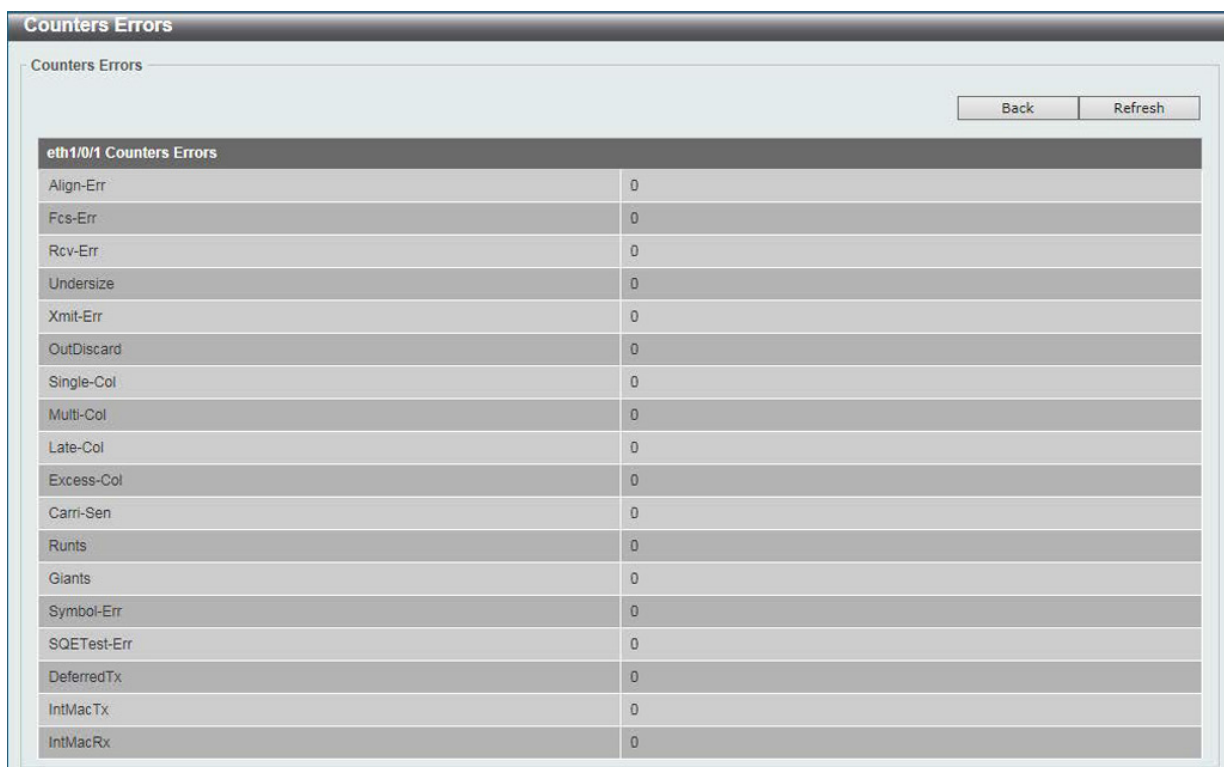 Counters Errors
Counters Errors
Back Refresh
eth1/0/1 Counters Errors
Align-Err 0
Fcs-Err 0
Rcv-Err 0
Undersize 0
Xmit-Err 0
OutDiscard 0
Single-Col 0
Multi-Col 0
Late-Col 0
Excess-Col 0
Carri-Sen 0
Runts 0
Giants 0
Symbol-Err 0
SQETest-Err 0
DeferredTx 0
IntMacTx 0
IntMacRx 0